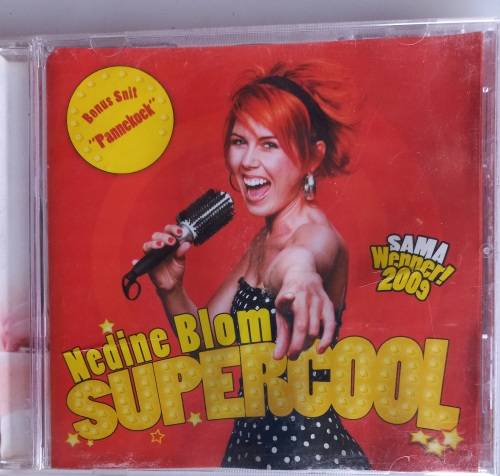 Bonus Snit
"Pannekoek"
SAMA
Wenner!
2009
Nedine Blom
SUPERCOOL